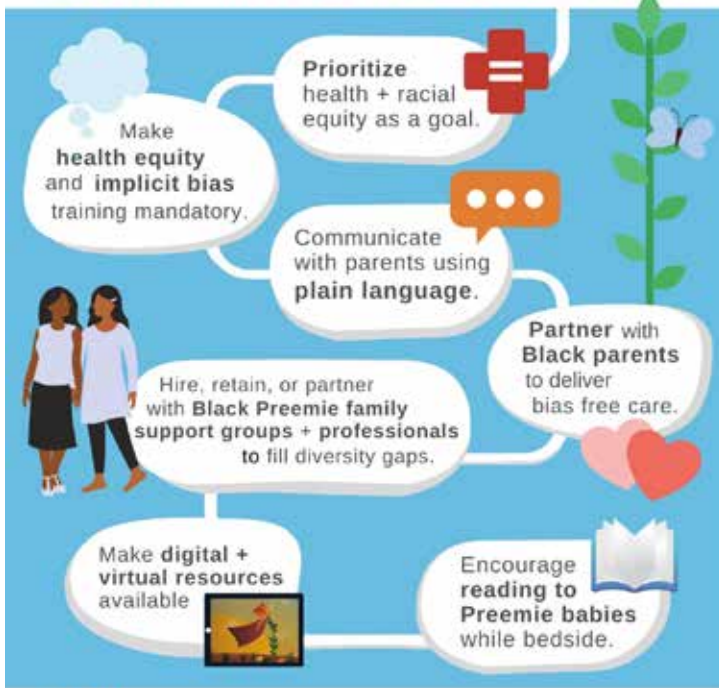 Prioritize
health + racial
equity as a goal.
Make
health equity
and implicit bias
training mandatory.
Communicate
with parents using
plain language.
Partner with
Black parents
to deliver
bias free care.
Hire, retain, or partner
with Black Preemie family
support groups + professionals
to fill diversity gaps.
Make digital +
virtual resources
available
Encourage
reading to
Preemie babies
while bedside.